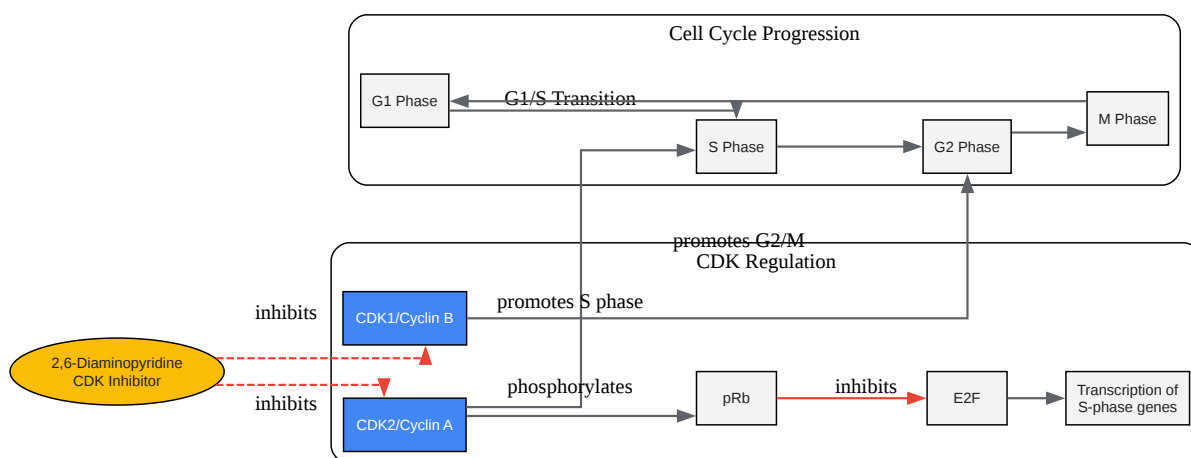 Cell Cycle Progression
G1 Phase
G1/S Transition
M Phase
S Phase
G2 Phase
promotes G2/M
CDK Regulation
inhibits
CDK1/Cyclin B
promotes S phase
2,6-Diaminopyridine
CDK Inhibitor
inhibits
CDK2/Cyclin A
phosphorylates
pRb
inhibits
E2F
Transcription of
S-phase genes